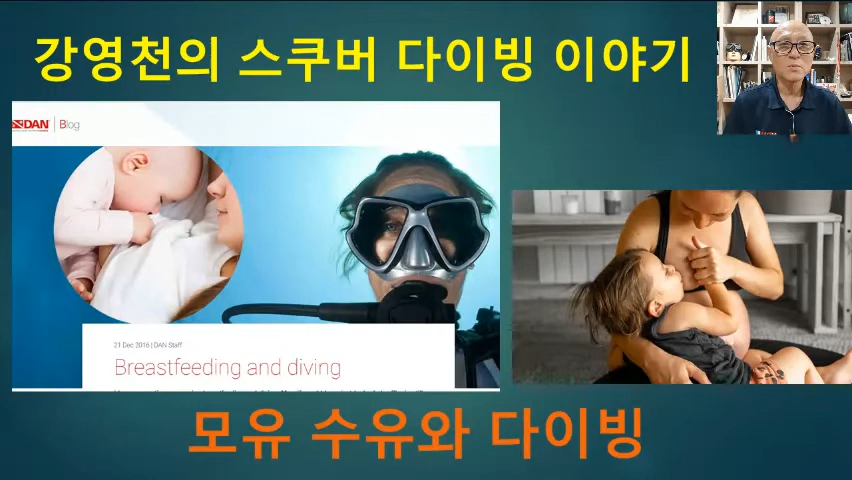 강영천의 스쿠버 다이빙 이야기
DAN Blog
21 Dec 2016 | DAN Staff
Breastfeeding and diving
모유 수유와 다이빙